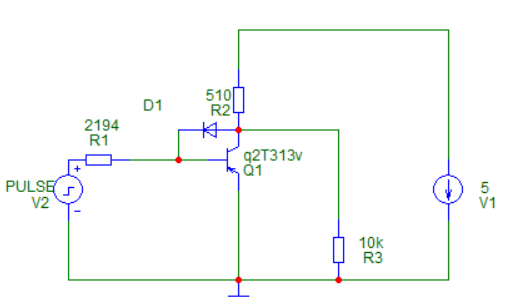 D1
510
R2
2194
R1
q2T313v
Q1
+
PULSE
V2
-
5
V1
10k
R3